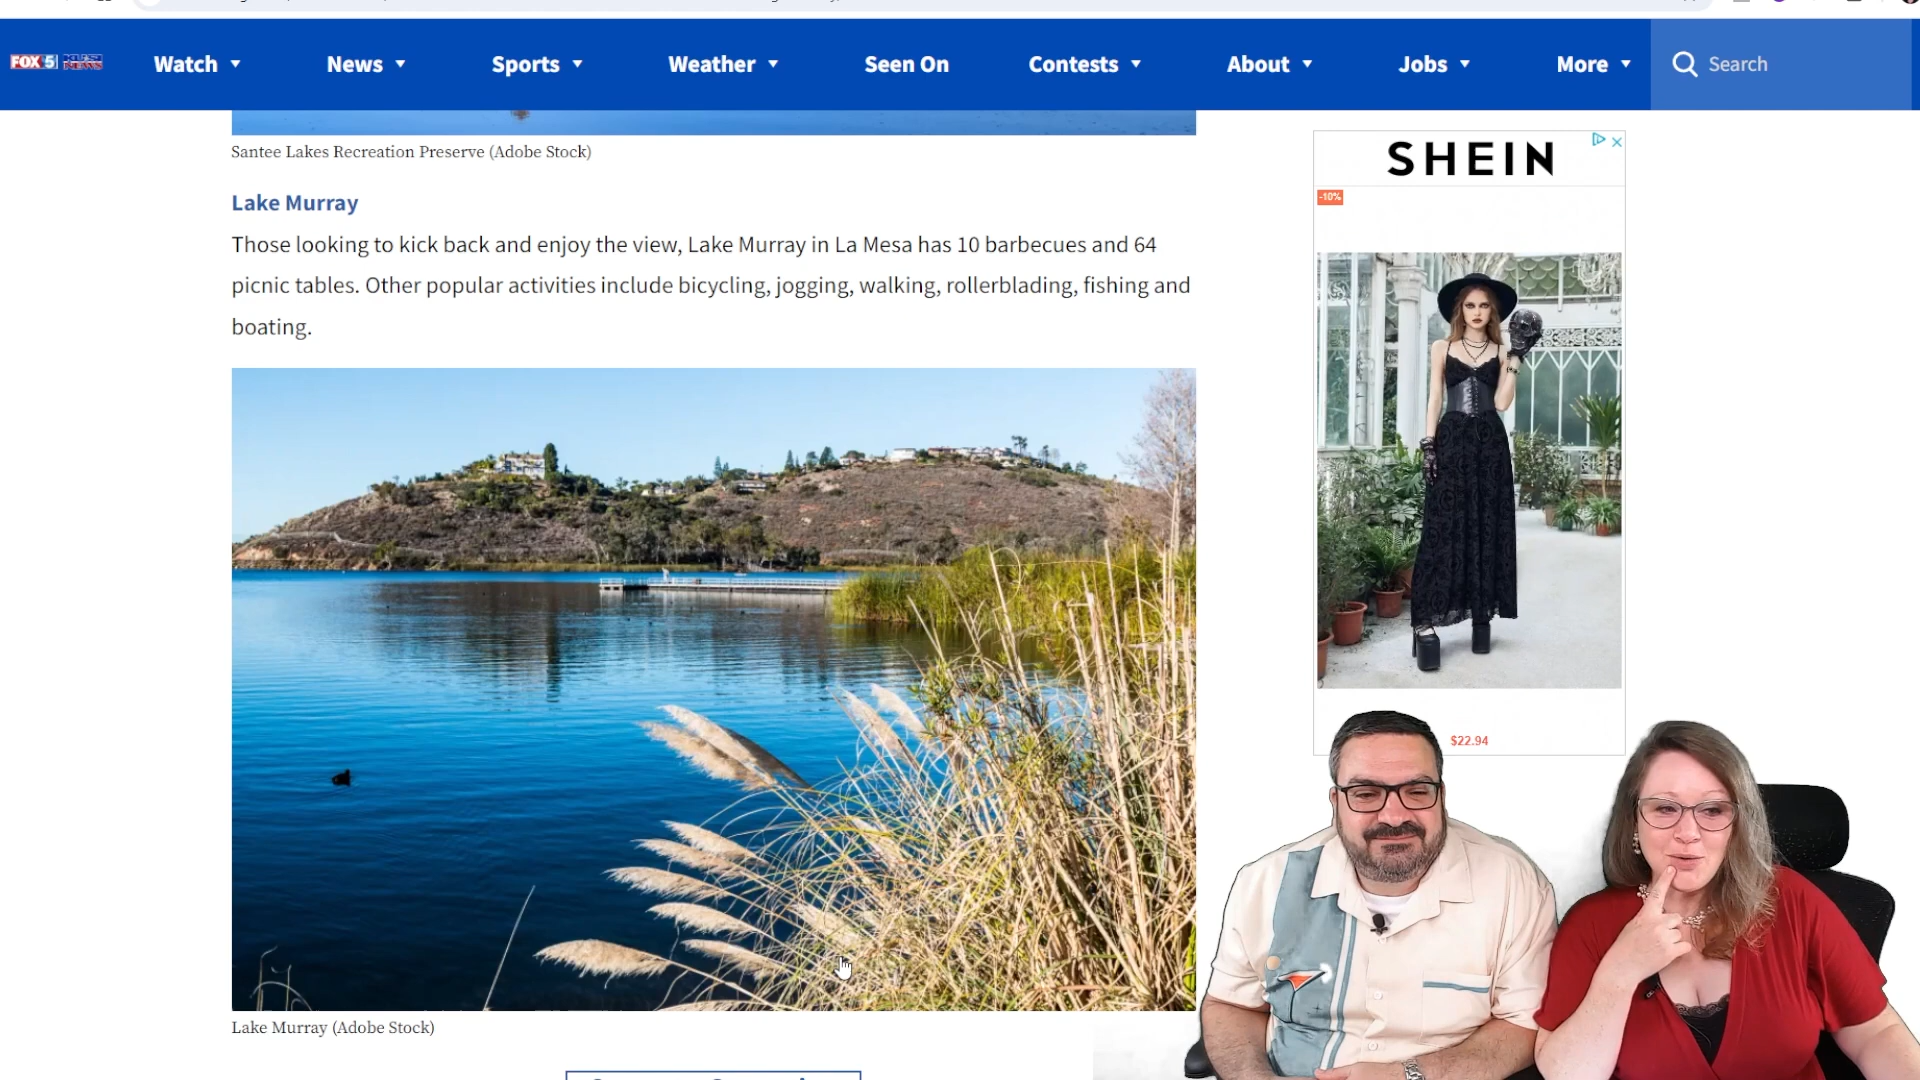 FOX 5 KUSI NEWS
Watch
News
Sports
Weather
Seen On
Contests
About
Jobs
More
Search
Santee Lakes Recreation Preserve (Adobe Stock)
Lake Murray
Those looking to kick back and enjoy the view, Lake Murray in La Mesa has 10 barbecues and 64
picnic tables. Other popular activities include bicycling, jogging, walking, rollerblading, fishing and
boating.
Lake Murray (Adobe Stock)
SHEIN
-10%
$22.94